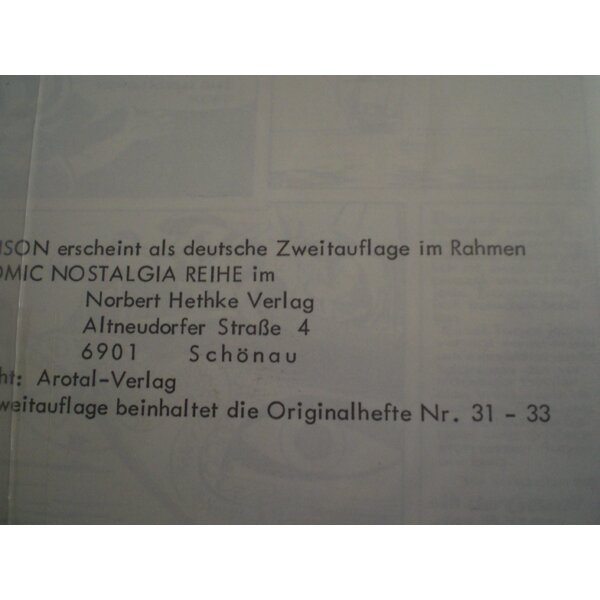 NSON erscheint als deutsche Zweitauflage im Rahmen
OMIC NOSTALGIA REIHE im
Norbert Hethke Verlag
Altneudorfer Straße 4
6901 Schönau
ht: Arotal-Verlag
weitauflage beinhaltet die Originalhefte Nr. 31 - 33